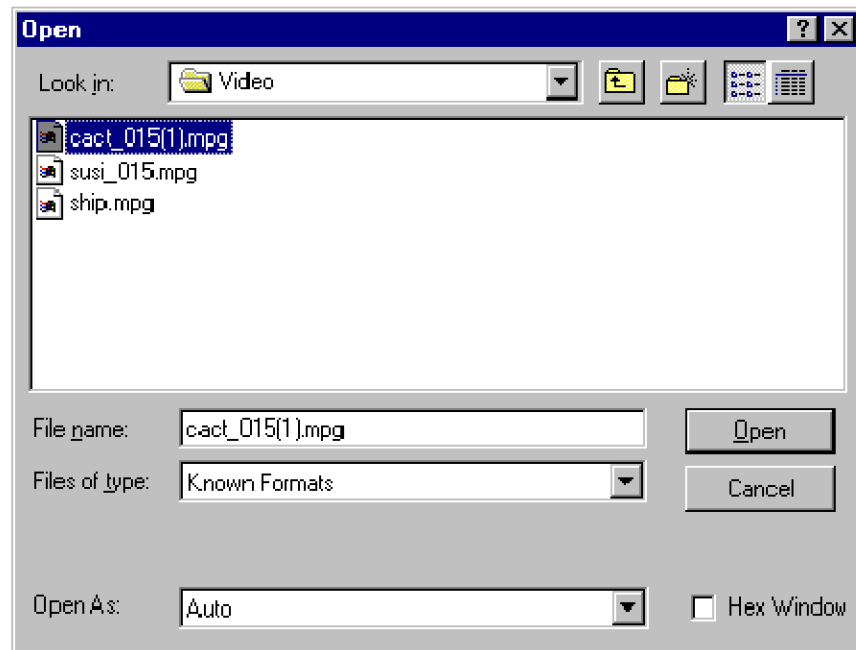 Open
Look in: Video
cact_015(1).mpg
susi_015.mpg
ship.mpg
File name: cact_015(1).mpg Open
Files of type: Known Formats Cancel
Open As: Auto Hex Window